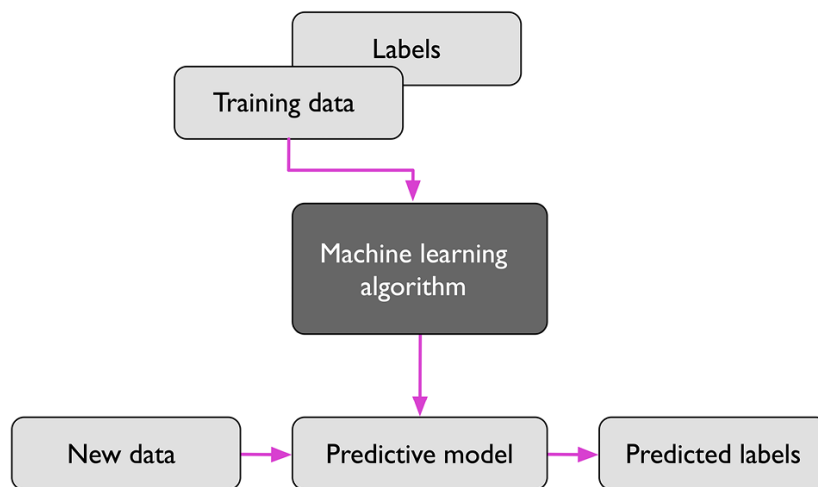 Labels
Training data
Machine learning
algorithm
New data
Predictive model
Predicted labels